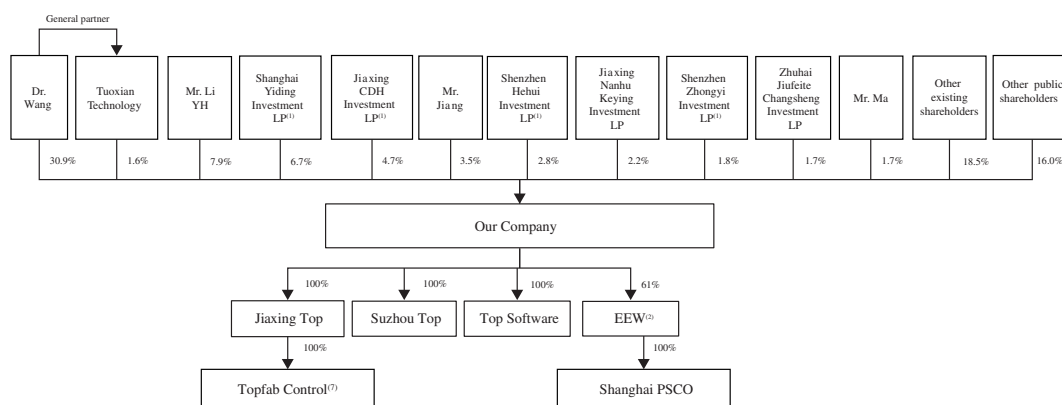 General partner
Dr.
Wang
Tuoxian
Technology
Mr. Li
YH
Shanghai
Yiding
Investment
LP(1)
Jiaxing
CDH
Investment
LP(1)
Mr.
Jiang
Shenzhen
Hehui
Investment
LP(1)
Jiaxing
Nanhu
Keying
Investment
LP
Shenzhen
Zhongyi
Investment
LP(1)
Zhuhai
Jiufeite
Changsheng
Investment
LP
Mr. Ma
Other
existing
shareholders
Other public
shareholders
30.9%
1.6%
7.9%
6.7%
4.7%
3.5%
2.8%
2.2%
1.8%
1.7%
1.7%
18.5%
16.0%
Our Company
100%
100%
100%
61%
Jiaxing Top
Suzhou Top
Top Software
EEW(2)
100%
100%
Topfab Control(7)
Shanghai PSCO